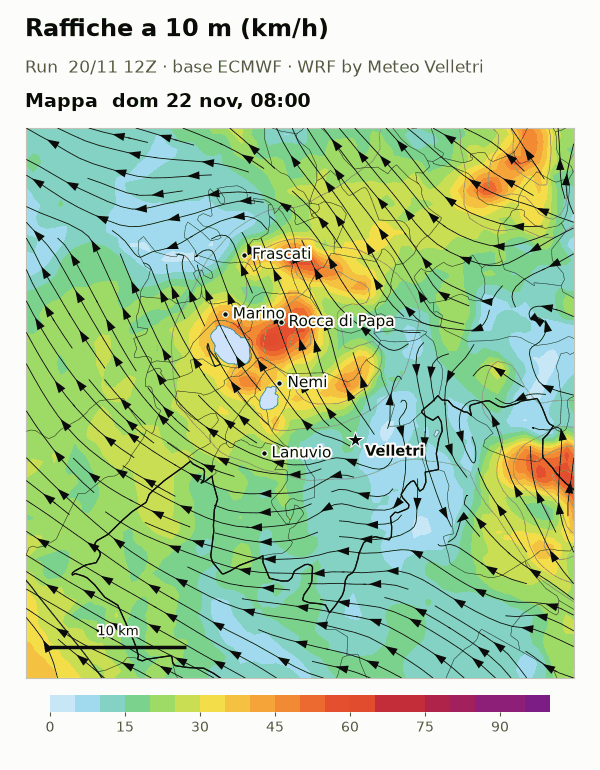 Raffiche a 10 m (km/h)
Run 20/11 12Z · base ECMWF · WRF by Meteo Velletri
Mappa dom 22 nov, 08:00
Frascati
Marino
Rocca di Papa
Nemi
Velletri
Lanuvio
10 km
0 15 30 45 60 75 90